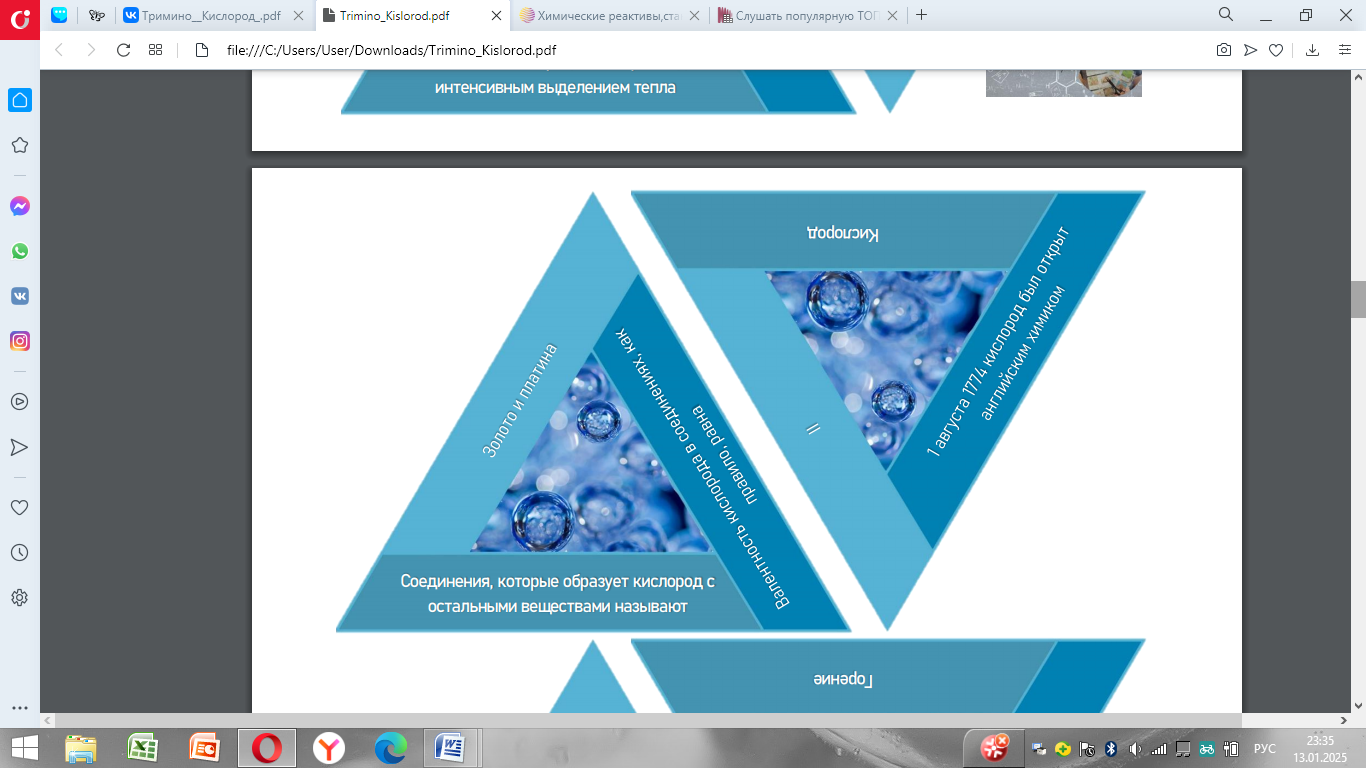 Тримино__Кислород_.pdf
Trimino_Kislorod.pdf
Химические реактивы,ста
Слушать популярную ТОП
file:///C:/Users/User/Downloads/Trimino_Kislorod.pdf
интенсивным выделением тепла
Золото и платина
Валентность кислорода в соединениях, как
правило, равна
Соединения, которые образует кислород с
остальными веществами называют
Кислород
1 августа 1774 кислород был открыт
английским химиком
II
Горение
РУС
23:35
13.01.2025